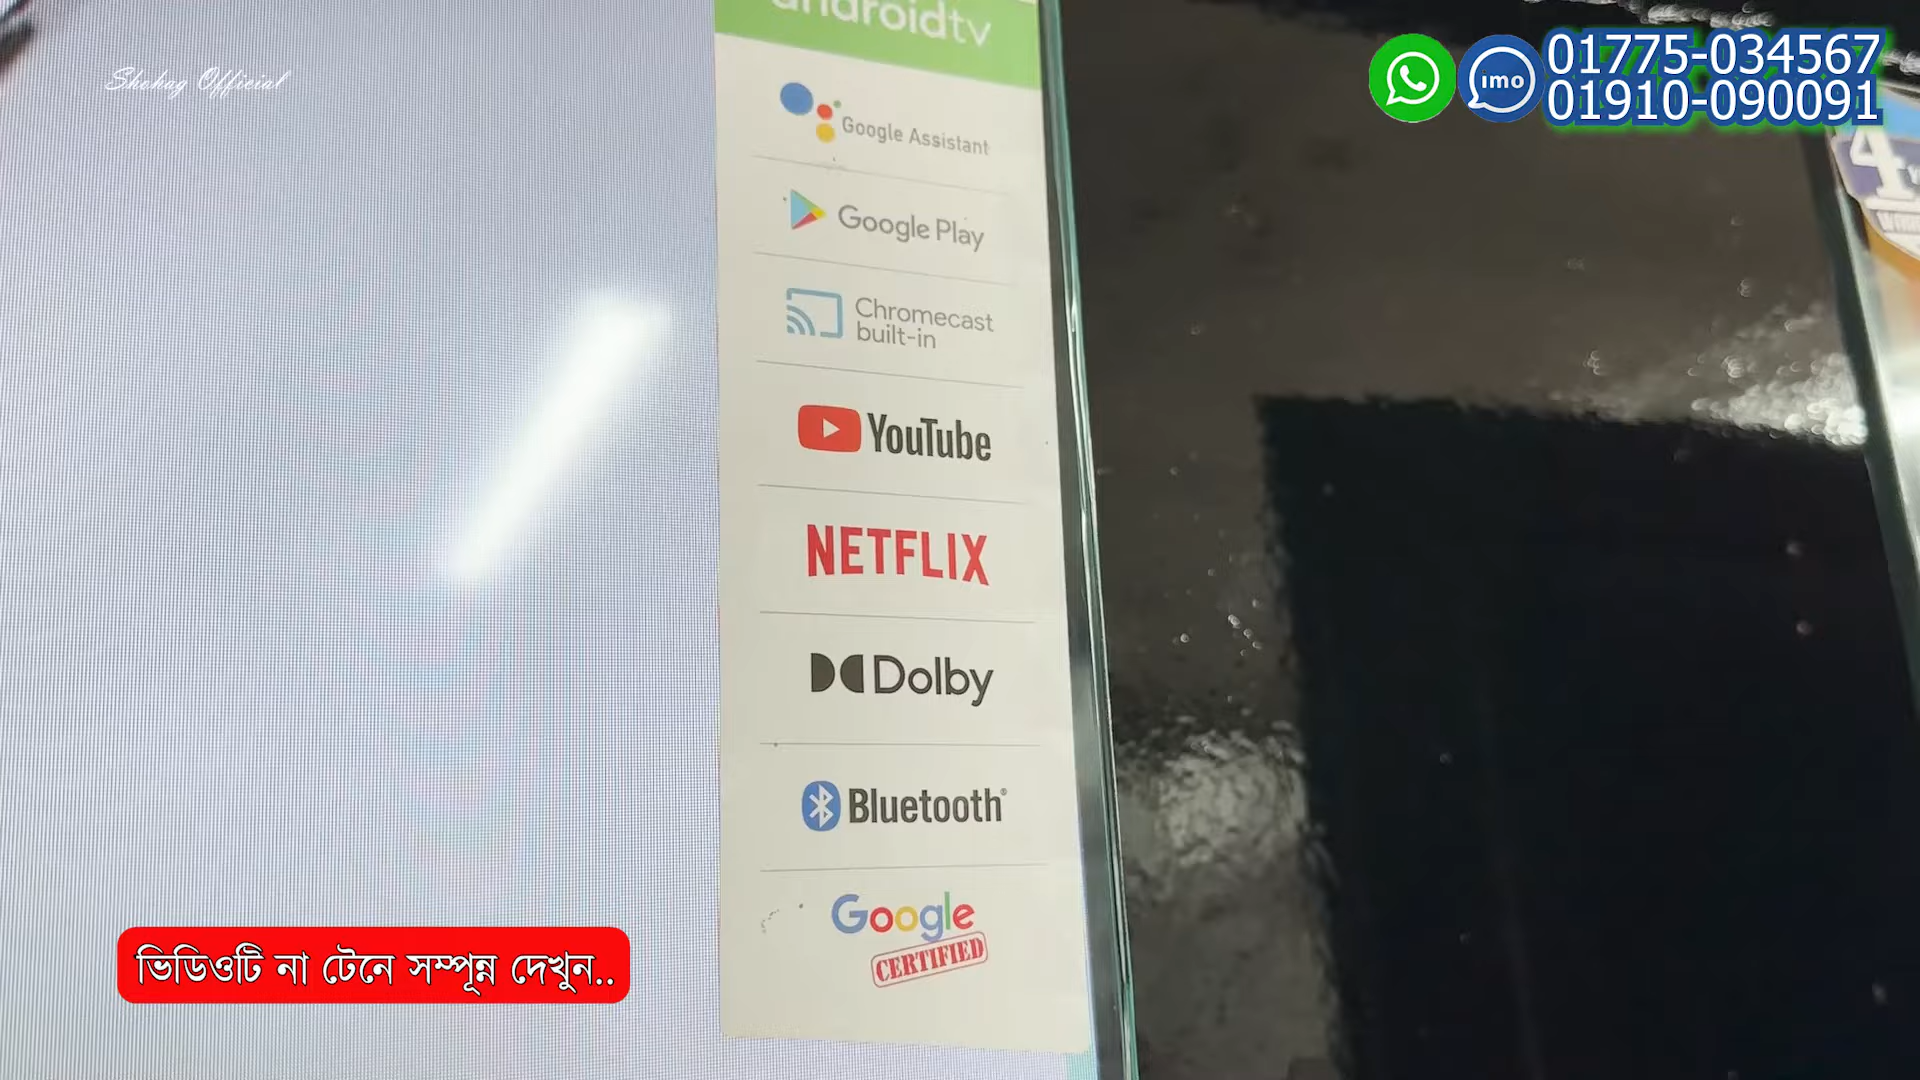 androidtv
Shohag Official
01775-034567
imo
01910-090091
Google Assistant
4
Google Play
Chromecast
built-in
YouTube
NETFLIX
Dolby
Bluetooth®
Google
CERTIFIED
ভিডিওটি না টেনে সম্পূন্ন দেখুন..